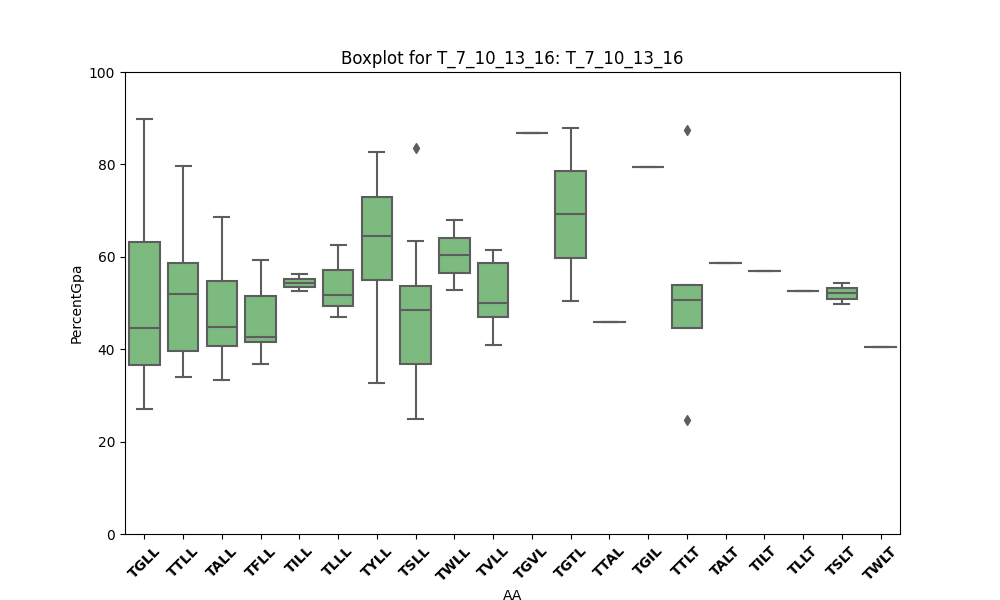 Boxplot for T_7_10_13_16: T_7_10_13_16
100
80
60
40
20
0
PercentGpa
TGLL TTLL TALL TFLL TILL TLLL TYLL TSLL TWLL TVLL TGVL TGTL TTAL TGIL TTLT TALT TILT TLLT TSLT TWLT
AA